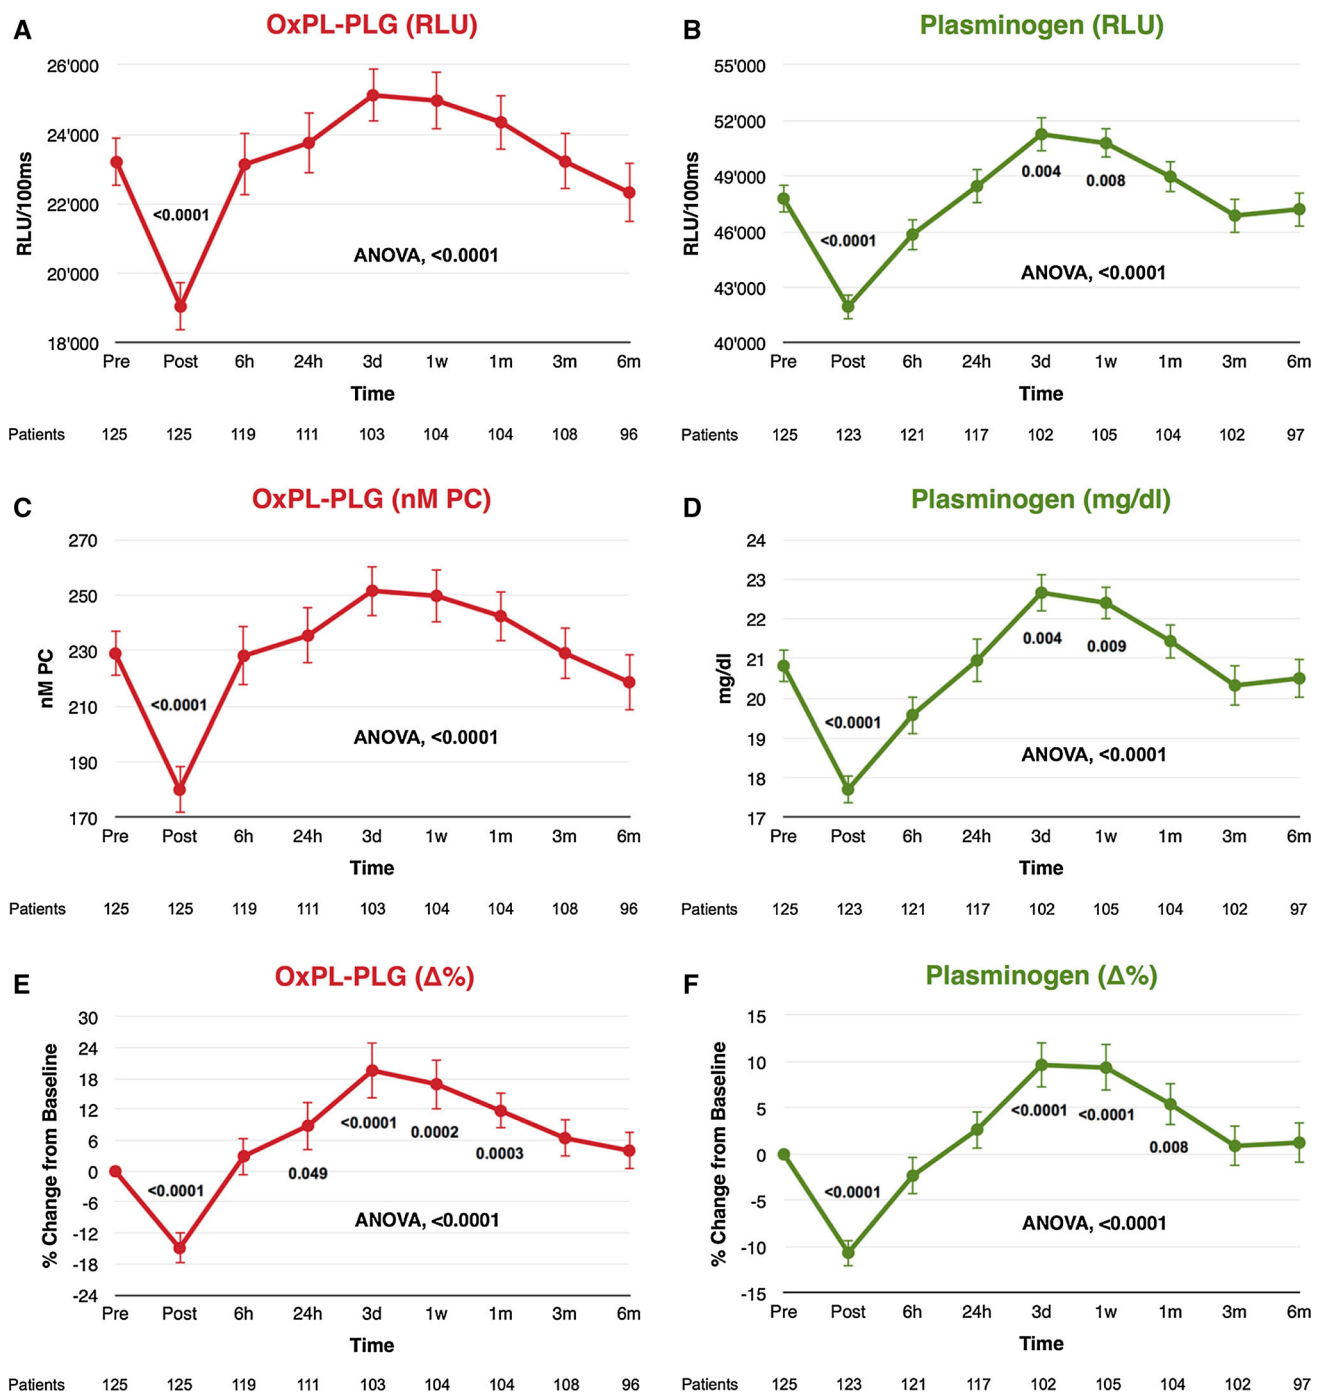 A
OxPL-PLG (RLU)
26'000
24'000
22'000
20'000
18'000
RLU/100ms
<0.0001
ANOVA, <0.0001
Pre Post 6h 24h 3d 1w 1m 3m 6m
Time
Patients 125 125 119 111 103 104 104 108 96
B
Plasminogen (RLU)
55'000
52'000
49'000
46'000
43'000
40'000
RLU/100ms
<0.0001
0.004
0.008
ANOVA, <0.0001
Pre Post 6h 24h 3d 1w 1m 3m 6m
Time
Patients 125 123 121 117 102 105 104 102 97
C
OxPL-PLG (nM PC)
270
250
230
210
190
170
nM PC
<0.0001
ANOVA, <0.0001
Pre Post 6h 24h 3d 1w 1m 3m 6m
Time
Patients 125 125 119 111 103 104 104 108 96
D
Plasminogen (mg/dl)
24
23
22
21
20
19
18
17
mg/dl
<0.0001
0.004
0.009
ANOVA, <0.0001
Pre Post 6h 24h 3d 1w 1m 3m 6m
Time
Patients 125 123 121 117 102 105 104 102 97
E
OxPL-PLG (Δ%)
30
24
18
12
6
0
-6
-12
-18
-24
% Change from Baseline
<0.0001
0.049
<0.0001
0.0002
0.0003
ANOVA, <0.0001
Pre Post 6h 24h 3d 1w 1m 3m 6m
Time
Patients 125 125 119 111 103 104 104 108 96
F
Plasminogen (Δ%)
15
10
5
0
-5
-10
-15
% Change from Baseline
<0.0001
<0.0001
<0.0001
0.008
ANOVA, <0.0001
Pre Post 6h 24h 3d 1w 1m 3m 6m
Time
Patients 125 123 121 117 102 105 104 102 97